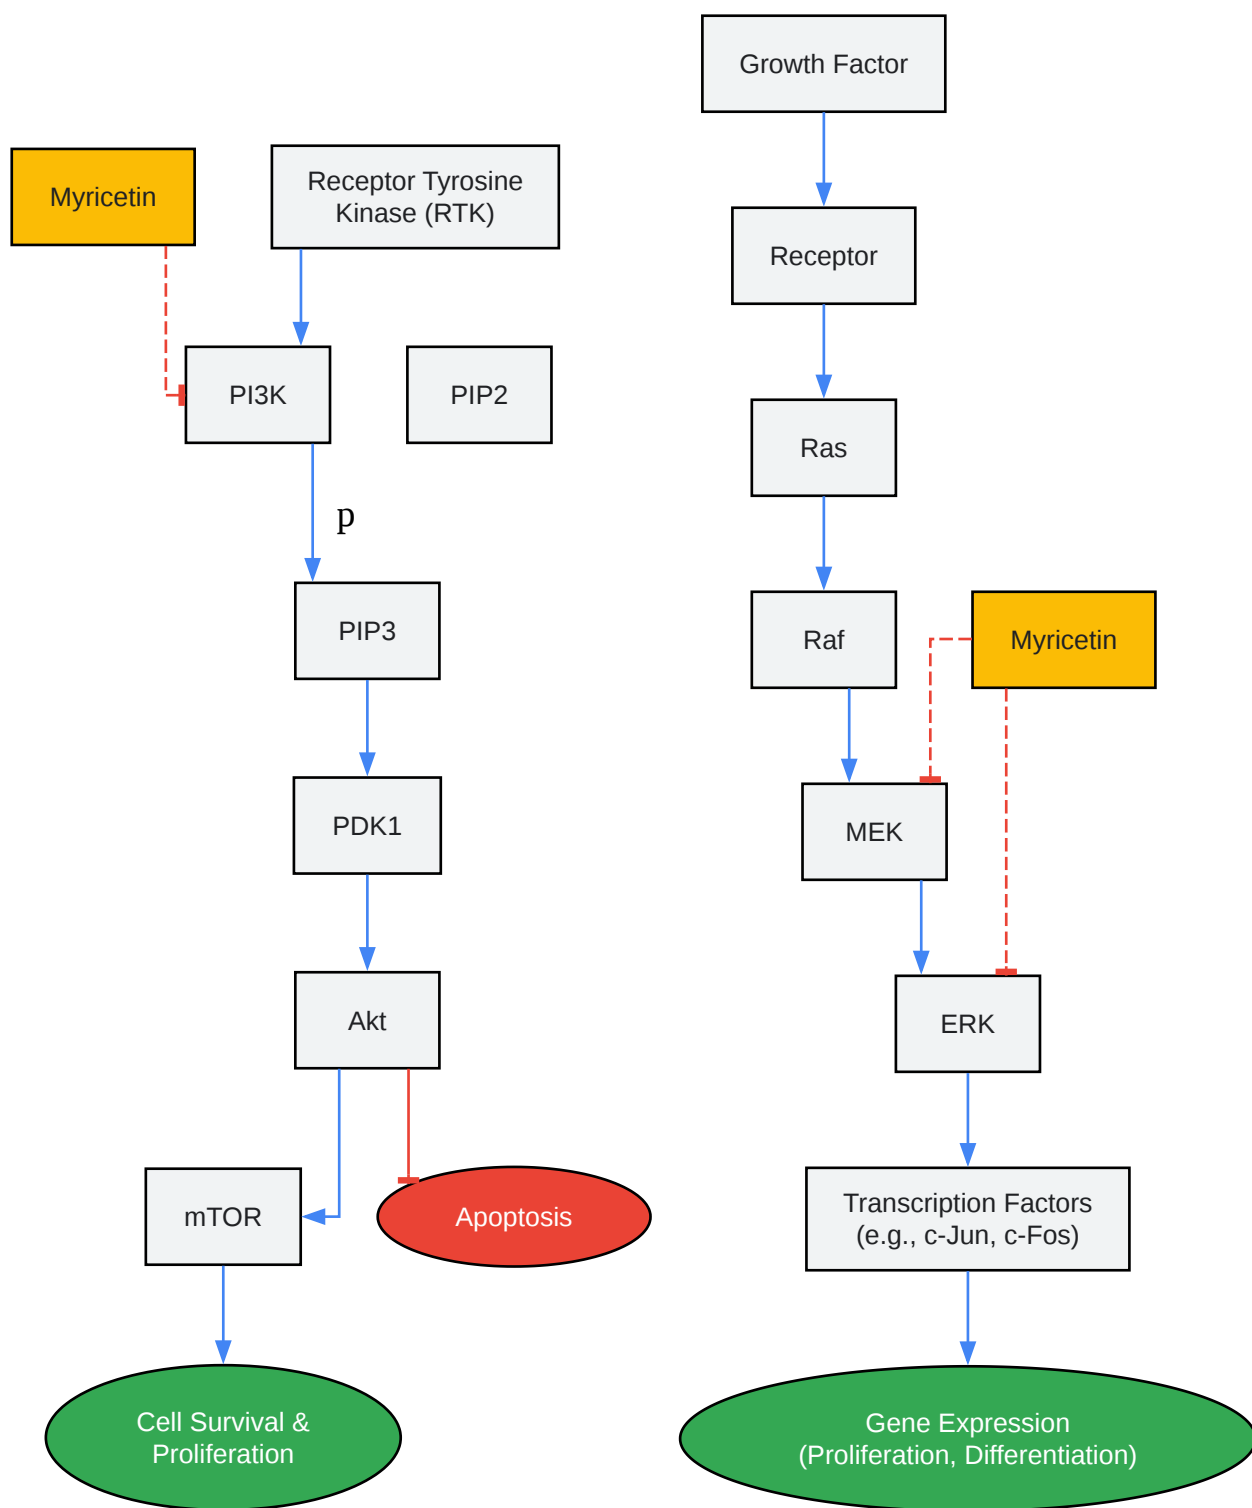 Growth Factor
Myricetin
Receptor Tyrosine
Kinase (RTK)
Receptor
PI3K
PIP2
Ras
p
PIP3
Raf
Myricetin
PDK1
MEK
Akt
ERK
mTOR
Apoptosis
Transcription Factors
(e.g., c-Jun, c-Fos)
Cell Survival &
Proliferation
Gene Expression
(Proliferation, Differentiation)